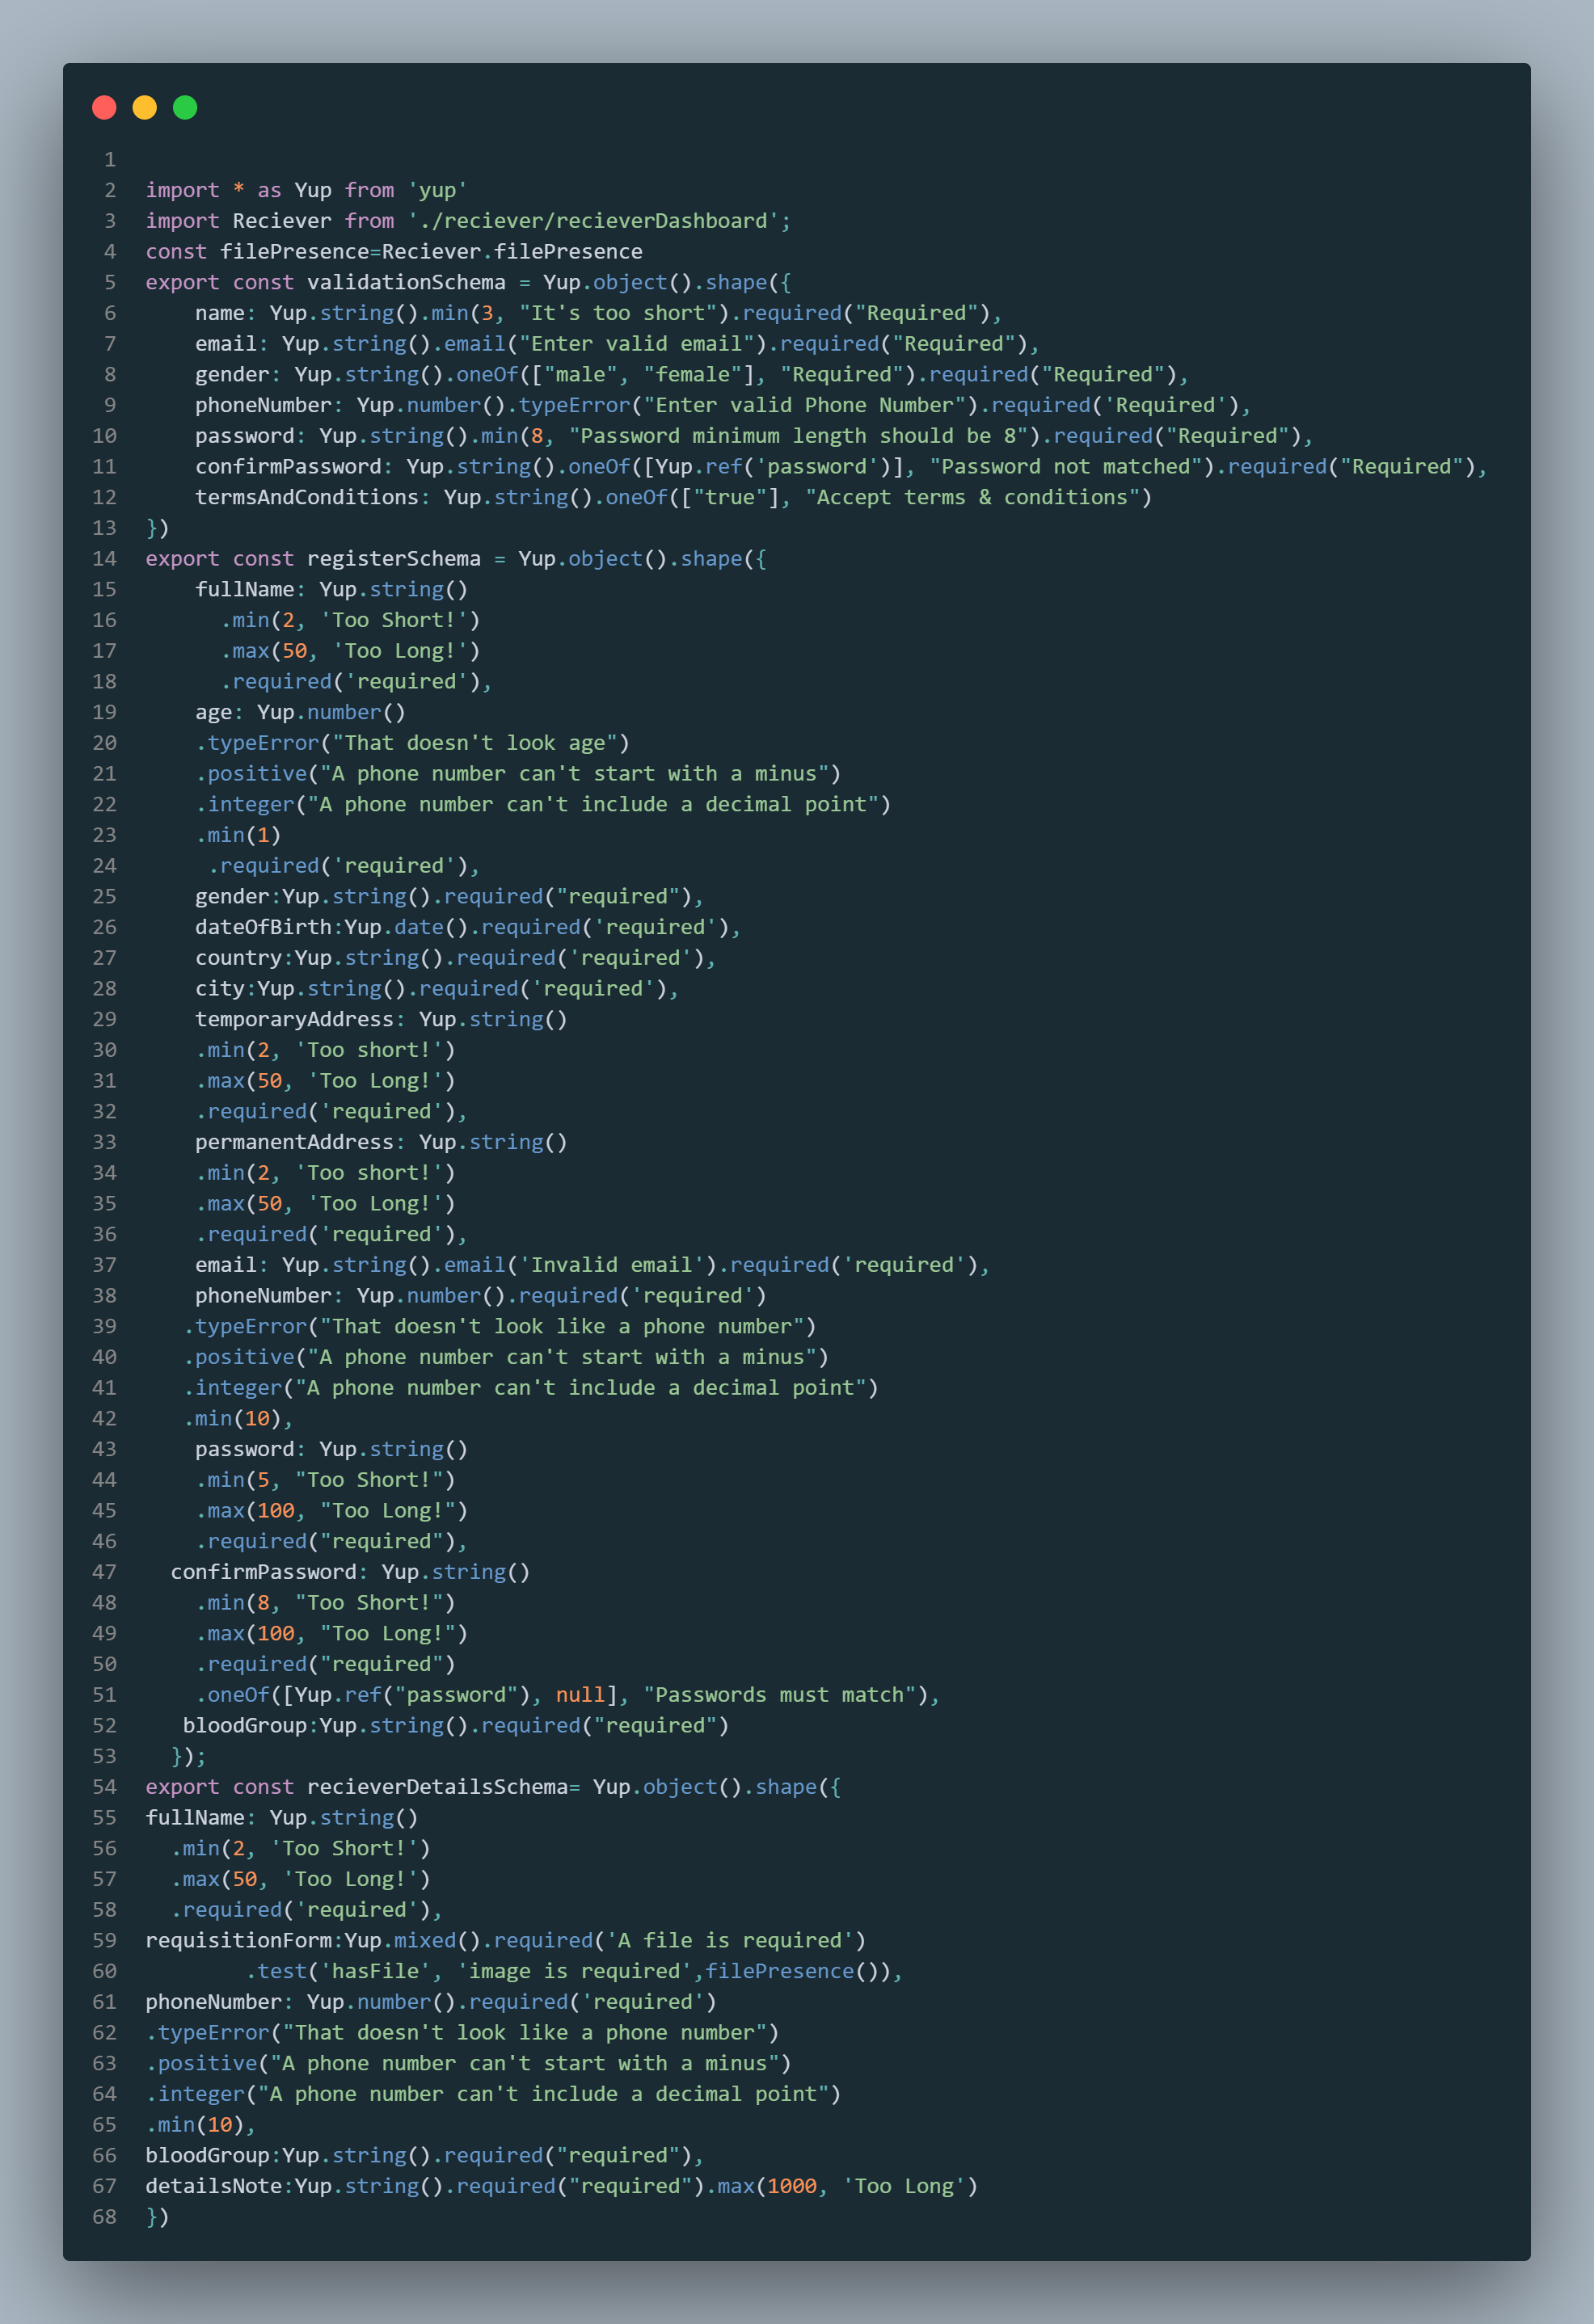 1
2 import * as Yup from 'yup'
3 import Reciever from './reciever/recieverDashboard';
4 const filePresence=Reciever.filePresence
5 export const validationSchema = Yup.object().shape({
6     name: Yup.string().min(3, "It's too short").required("Required"),
7     email: Yup.string().email("Enter valid email").required("Required"),
8     gender: Yup.string().oneOf(["male", "female"], "Required").required("Required"),
9     phoneNumber: Yup.number().typeError("Enter valid Phone Number").required('Required'),
10     password: Yup.string().min(8, "Password minimum length should be 8").required("Required"),
11     confirmPassword: Yup.string().oneOf([Yup.ref('password')], "Password not matched").required("Required"),
12     termsAndConditions: Yup.string().oneOf(["true"], "Accept terms & conditions")
13 })
14 export const registerSchema = Yup.object().shape({
15     fullName: Yup.string()
16       .min(2, 'Too Short!')
17       .max(50, 'Too Long!')
18       .required('required'),
19     age: Yup.number()
20     .typeError("That doesn't look age")
21     .positive("A phone number can't start with a minus")
22     .integer("A phone number can't include a decimal point")
23     .min(1)
24      .required('required'),
25     gender:Yup.string().required("required"),
26     dateOfBirth:Yup.date().required('required'),
27     country:Yup.string().required('required'),
28     city:Yup.string().required('required'),
29     temporaryAddress: Yup.string()
30     .min(2, 'Too short!')
31     .max(50, 'Too Long!')
32     .required('required'),
33     permanentAddress: Yup.string()
34     .min(2, 'Too short!')
35     .max(50, 'Too Long!')
36     .required('required'),
37     email: Yup.string().email('Invalid email').required('required'),
38     phoneNumber: Yup.number().required('required')
39    .typeError("That doesn't look like a phone number")
40    .positive("A phone number can't start with a minus")
41    .integer("A phone number can't include a decimal point")
42    .min(10),
43     password: Yup.string()
44     .min(5, "Too Short!")
45     .max(100, "Too Long!")
46     .required("required"),
47   confirmPassword: Yup.string()
48     .min(8, "Too Short!")
49     .max(100, "Too Long!")
50     .required("required")
51     .oneOf([Yup.ref("password"), null], "Passwords must match"),
52    bloodGroup:Yup.string().required("required")
53   });
54 export const recieverDetailsSchema= Yup.object().shape({
55 fullName: Yup.string()
56   .min(2, 'Too Short!')
57   .max(50, 'Too Long!')
58   .required('required'),
59 requisitionForm:Yup.mixed().required('A file is required')
60         .test('hasFile', 'image is required',filePresence()),
61 phoneNumber: Yup.number().required('required')
62 .typeError("That doesn't look like a phone number")
63 .positive("A phone number can't start with a minus")
64 .integer("A phone number can't include a decimal point")
65 .min(10),
66 bloodGroup:Yup.string().required("required"),
67 detailsNote:Yup.string().required("required").max(1000, 'Too Long')
68 })